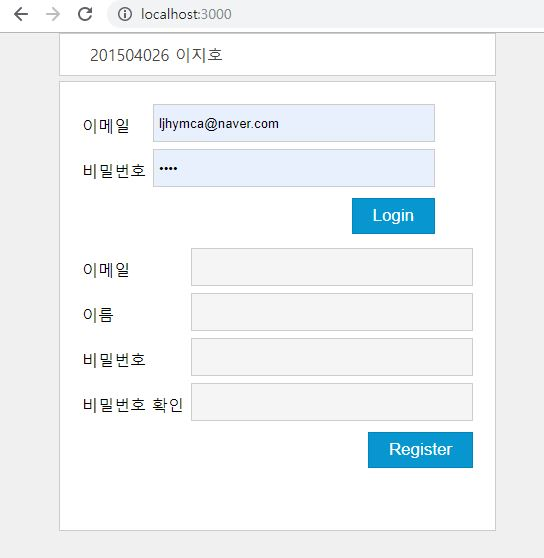 localhost:3000
201504026 이지호
이메일 ljhymca@naver.com
비밀번호 ••••
Login
이메일
이름
비밀번호
비밀번호 확인
Register